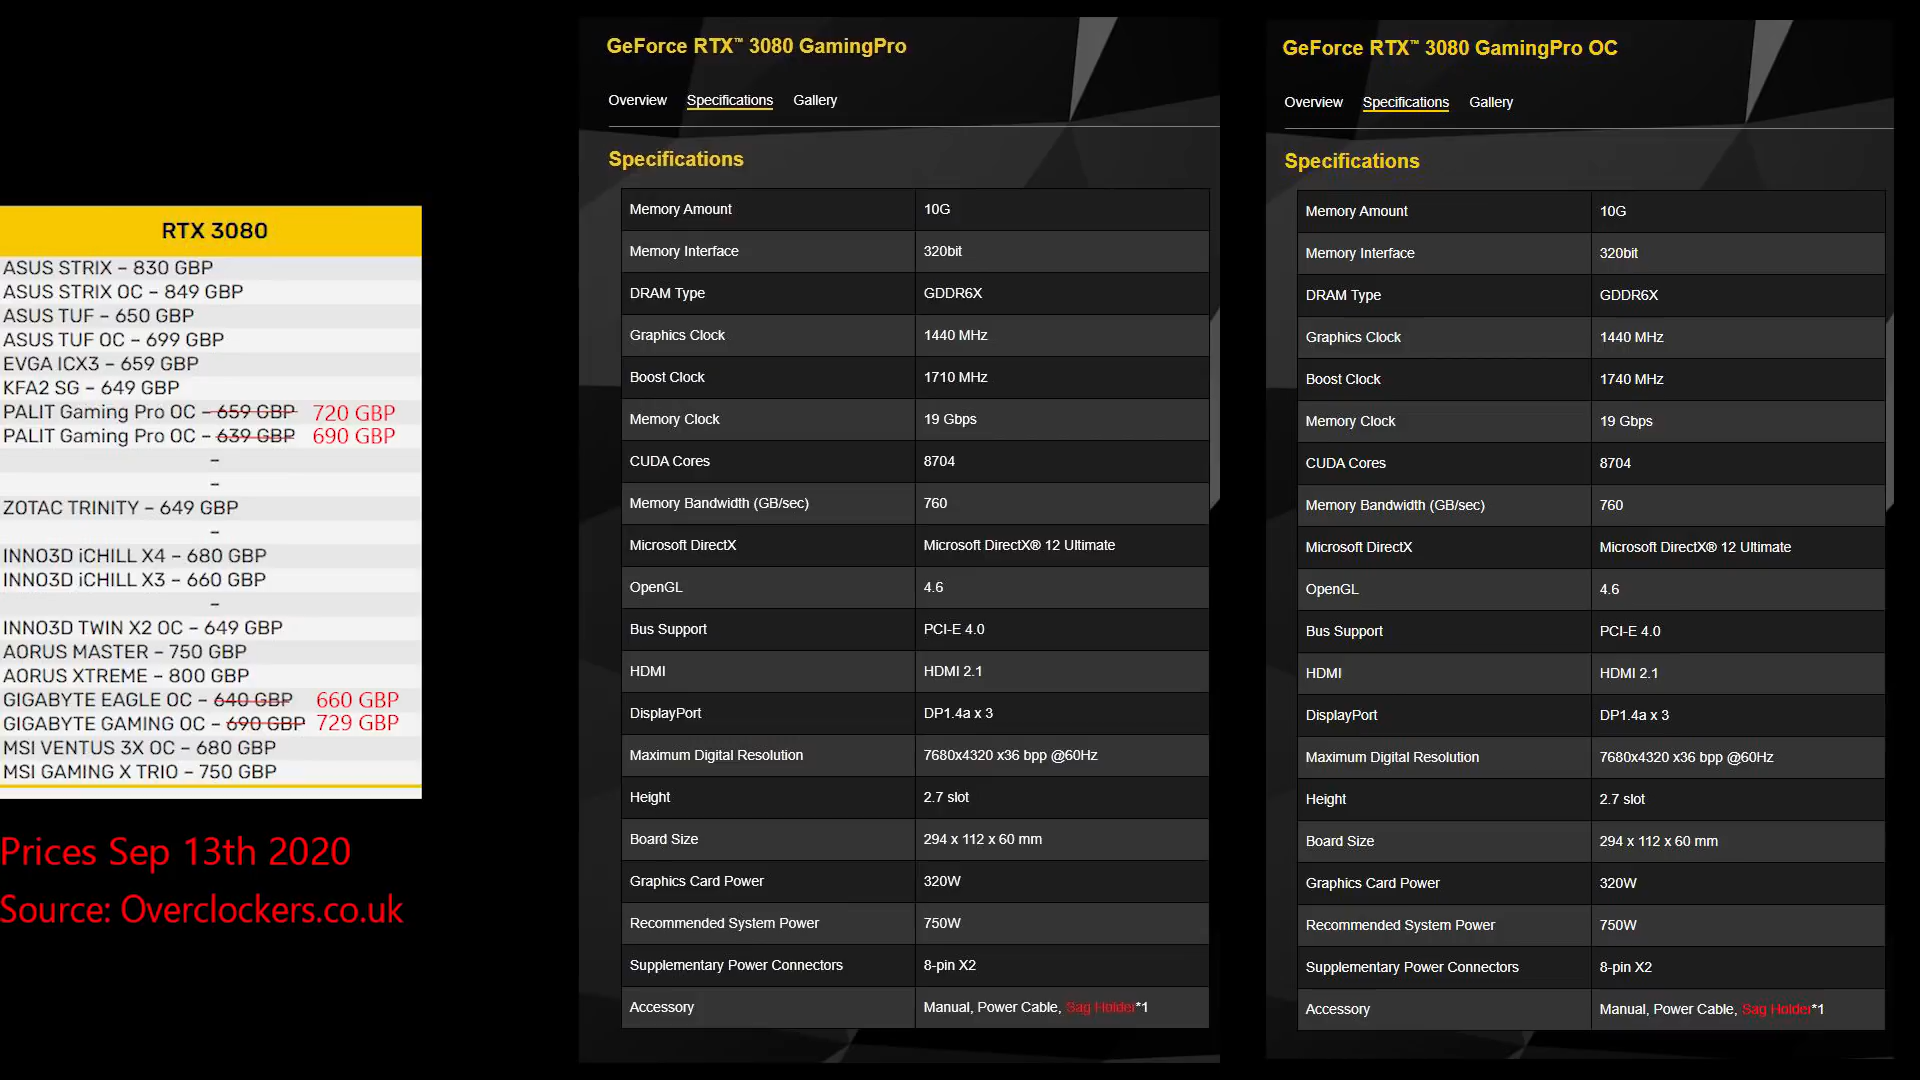 RTX 3080
ASUS STRIX – 830 GBP
ASUS STRIX OC – 849 GBP
ASUS TUF – 650 GBP
ASUS TUF OC – 699 GBP
EVGA ICX3 – 659 GBP
KFA2 SG – 649 GBP
PALIT Gaming Pro OC – 659 GBP 720 GBP
PALIT Gaming Pro OC – 639 GBP 690 GBP
–
–
ZOTAC TRINITY – 649 GBP
–
INNO3D iCHILL X4 – 680 GBP
INNO3D iCHILL X3 – 660 GBP
–
INNO3D TWIN X2 OC – 649 GBP
AORUS MASTER – 750 GBP
AORUS XTREME – 800 GBP
GIGABYTE EAGLE OC – 640 GBP 660 GBP
GIGABYTE GAMING OC – 690 GBP 729 GBP
MSI VENTUS 3X OC – 680 GBP
MSI GAMING X TRIO – 750 GBP
Prices Sep 13th 2020
Source: Overclockers.co.uk
GeForce RTX™ 3080 GamingPro
Overview Specifications Gallery
Specifications
Memory Amount 10G
Memory Interface 320bit
DRAM Type GDDR6X
Graphics Clock 1440 MHz
Boost Clock 1710 MHz
Memory Clock 19 Gbps
CUDA Cores 8704
Memory Bandwidth (GB/sec) 760
Microsoft DirectX Microsoft DirectX® 12 Ultimate
OpenGL 4.6
Bus Support PCI-E 4.0
HDMI HDMI 2.1
DisplayPort DP1.4a x 3
Maximum Digital Resolution 7680x4320 x36 bpp @60Hz
Height 2.7 slot
Board Size 294 x 112 x 60 mm
Graphics Card Power 320W
Recommended System Power 750W
Supplementary Power Connectors 8-pin X2
Accessory Manual, Power Cable, Sag Holder*1
GeForce RTX™ 3080 GamingPro OC
Overview Specifications Gallery
Specifications
Memory Amount 10G
Memory Interface 320bit
DRAM Type GDDR6X
Graphics Clock 1440 MHz
Boost Clock 1740 MHz
Memory Clock 19 Gbps
CUDA Cores 8704
Memory Bandwidth (GB/sec) 760
Microsoft DirectX Microsoft DirectX® 12 Ultimate
OpenGL 4.6
Bus Support PCI-E 4.0
HDMI HDMI 2.1
DisplayPort DP1.4a x 3
Maximum Digital Resolution 7680x4320 x36 bpp @60Hz
Height 2.7 slot
Board Size 294 x 112 x 60 mm
Graphics Card Power 320W
Recommended System Power 750W
Supplementary Power Connectors 8-pin X2
Accessory Manual, Power Cable, Sag Holder*1